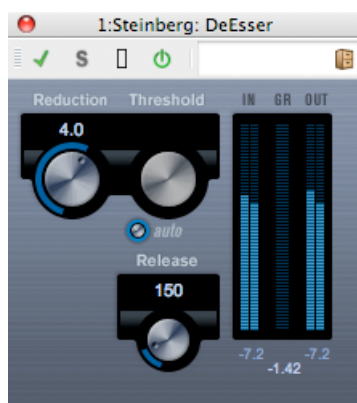 1:Steinberg: DeEsser
S
Reduction Threshold IN GR OUT
4.0
auto
Release
150
-7.2 -1.42 -7.2